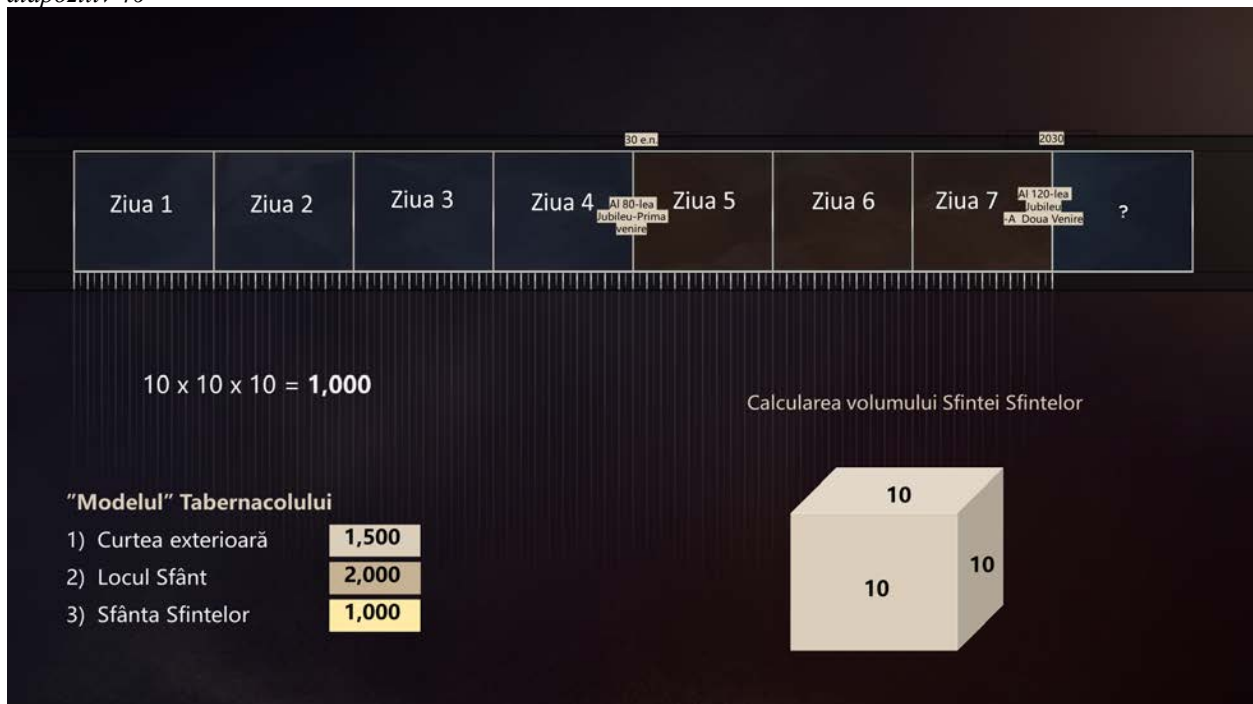 30 e.n.
2030
Ziua 1
Ziua 2
Ziua 3
Ziua 4
Al 80-lea
Jubileu-Prima
venire
Ziua 5
Ziua 6
Ziua 7
Al 120-lea
Jubileu
-A Doua Venire
?
10 x 10 x 10 = 1,000
Calcularea volumului Sfintei Sfintelor
”Modelul” Tabernacolului
1) Curtea exterioară 1,500
2) Locul Sfânt 2,000
3) Sfânta Sfintelor 1,000
10
10
10